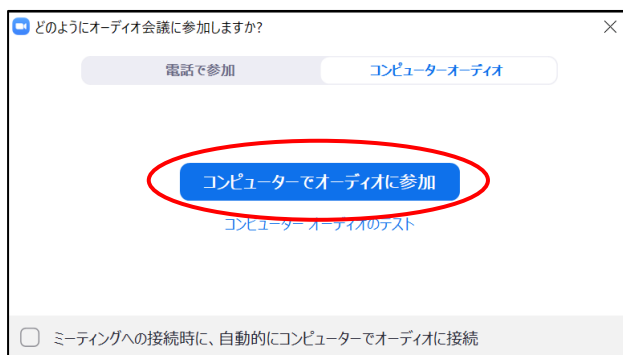 どのようにオーディオ会議に参加しますか?
電話で参加
コンピューターオーディオ
コンピューターでオーディオに参加
コンピューター オーディオのテスト
ミーティングへの接続時に、自動的にコンピューターでオーディオに接続